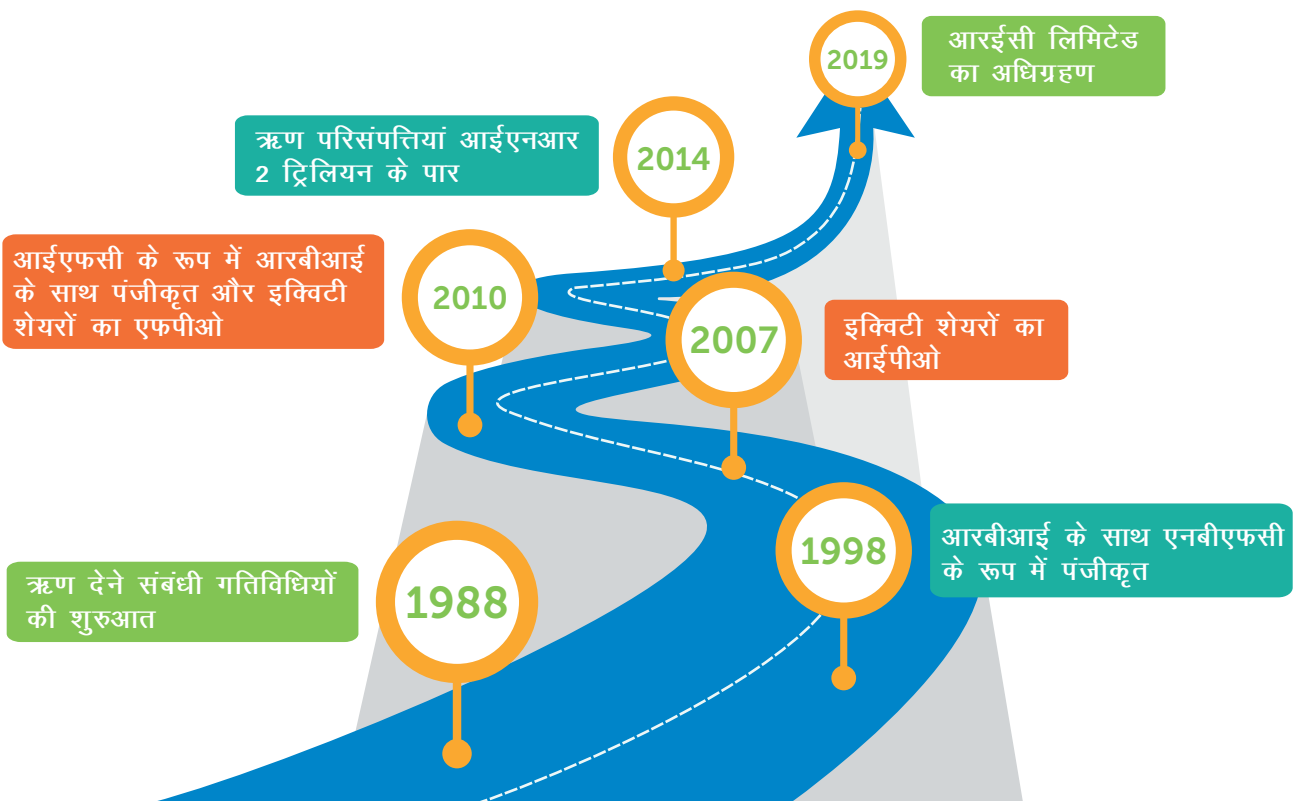 2019
आरईसी लिमिटेड
का अधिग्रहण
ऋण परिसंपत्तियां आईएनआर
2 ट्रिलियन के पार
2014
आईएफसी के रूप में आरबीआई
के साथ पंजीकृत और इक्विटी
शेयरों का एफपीओ
2010
2007
इक्विटी शेयरों का
आईपीओ
1998
आरबीआई के साथ एनबीएफसी
के रूप में पंजीकृत
ऋण देने संबंधी गतिविधियों
की शुरुआत
1988